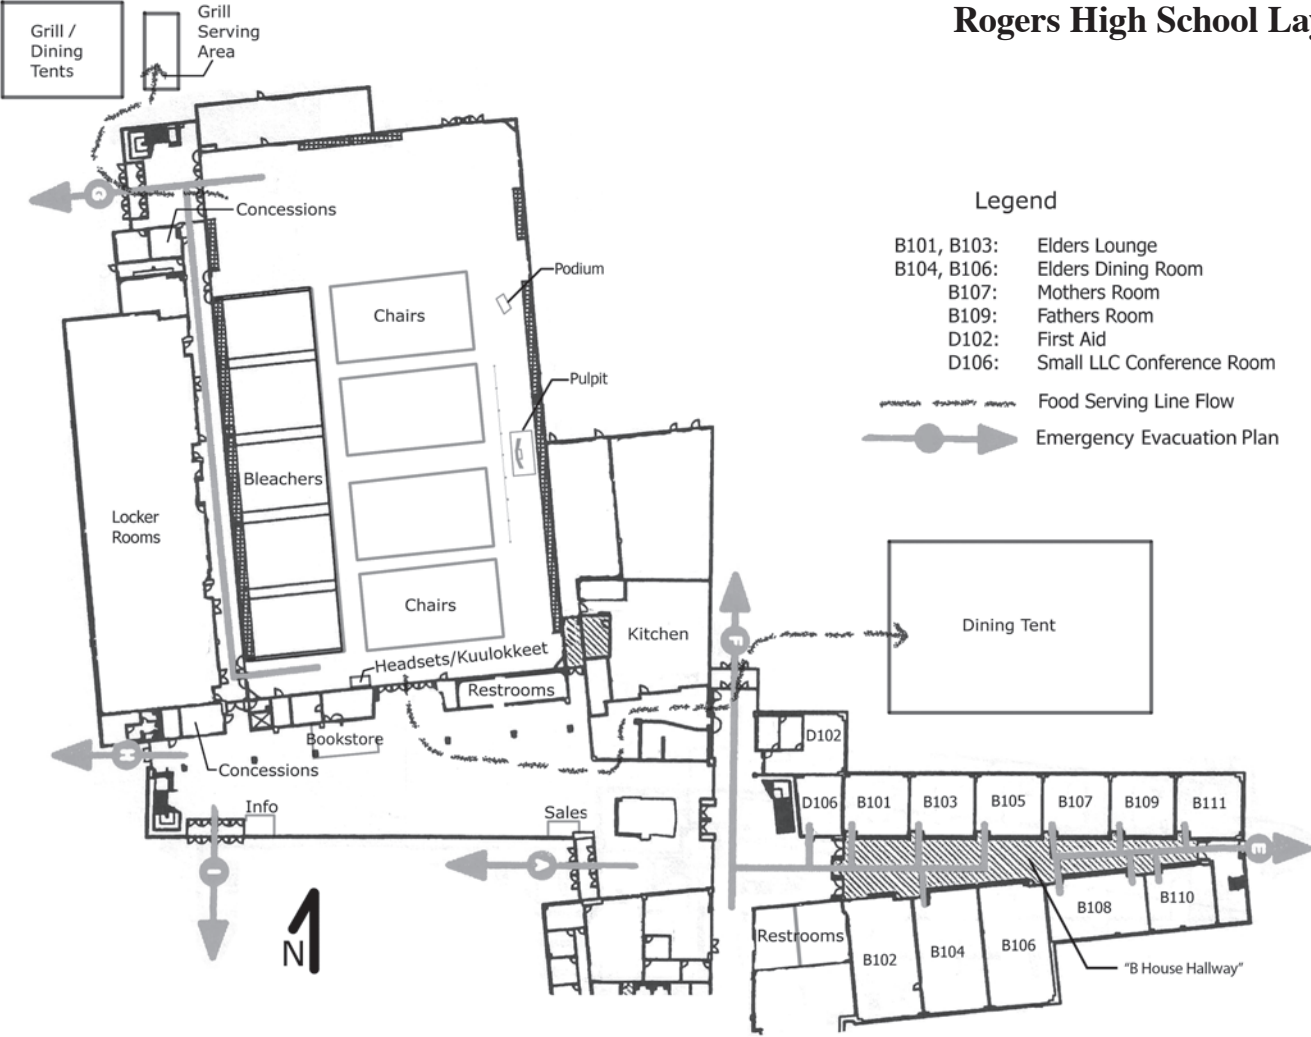 Rogers High School La
Grill /
Dining
Tents
Grill
Serving
Area
G
Concessions
Podium
Chairs
Pulpit
Bleachers
Locker
Rooms
Chairs
Kitchen
Headsets/Kuulokkeet
Restrooms
Bookstore
Concessions
H
Info
Sales
I
A
N
Legend
B101, B103: Elders Lounge
B104, B106: Elders Dining Room
B107: Mothers Room
B109: Fathers Room
D102: First Aid
D106: Small LLC Conference Room
Food Serving Line Flow
Emergency Evacuation Plan
Dining Tent
F
D102
D106 B101 B103 B105 B107 B109 B111
E
B108 B110
Restrooms
B102 B104 B106
"B House Hallway"